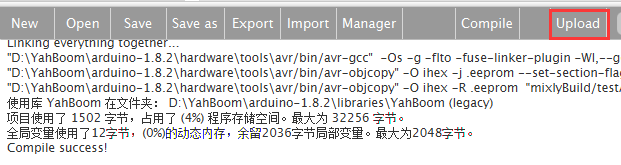 New Open Save Save as Export Import Manager Compile Upload
Linking everything together...
"D:\YahBoom\arduino-1.8.2\hardware\tools\avr/bin/avr-gcc" -Os -g -flto -fuse-linker-plugin -Wl,--g
"D:\YahBoom\arduino-1.8.2\hardware\tools\avr/bin/avr-objcopy" -O ihex -j .eeprom --set-section-flag
"D:\YahBoom\arduino-1.8.2\hardware\tools\avr/bin/avr-objcopy" -O ihex -R .eeprom "mixlyBuild/testA
使用库 YahBoom 在文件夹： D:\YahBoom\arduino-1.8.2\libraries\YahBoom (legacy)
项目使用了 1502 字节，占用了 (4%) 程序存储空间。最大为 32256 字节。
全局变量使用了12字节，(0%)的动态内存，余留2036字节局部变量。最大为2048字节。
Compile success!